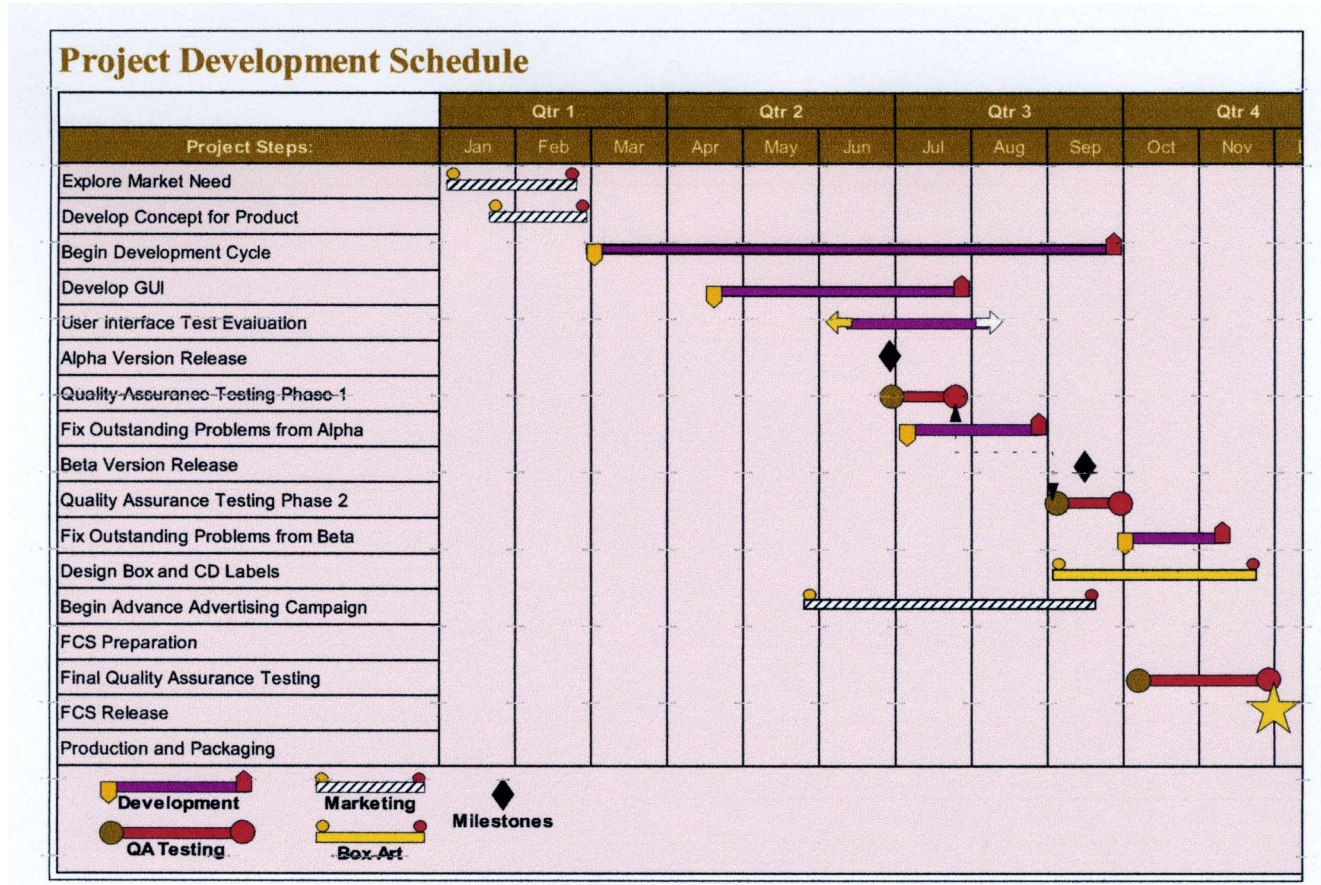 Project Development Schedule
Qtr 1 Qtr 2 Qtr 3 Qtr 4
Project Steps: Jan Feb Mar Apr May Jun Jul Aug Sep Oct Nov
Explore Market Need
Develop Concept for Product
Begin Development Cycle
Develop GUI
User Interface Test Evaluation
Alpha Version Release
Quality Assurance Testing Phase 1
Fix Outstanding Problems from Alpha
Beta Version Release
Quality Assurance Testing Phase 2
Fix Outstanding Problems from Beta
Design Box and CD Labels
Begin Advance Advertising Campaign
FCS Preparation
Final Quality Assurance Testing
FCS Release
Production and Packaging
Development Marketing
Milestones
QA Testing Box Art